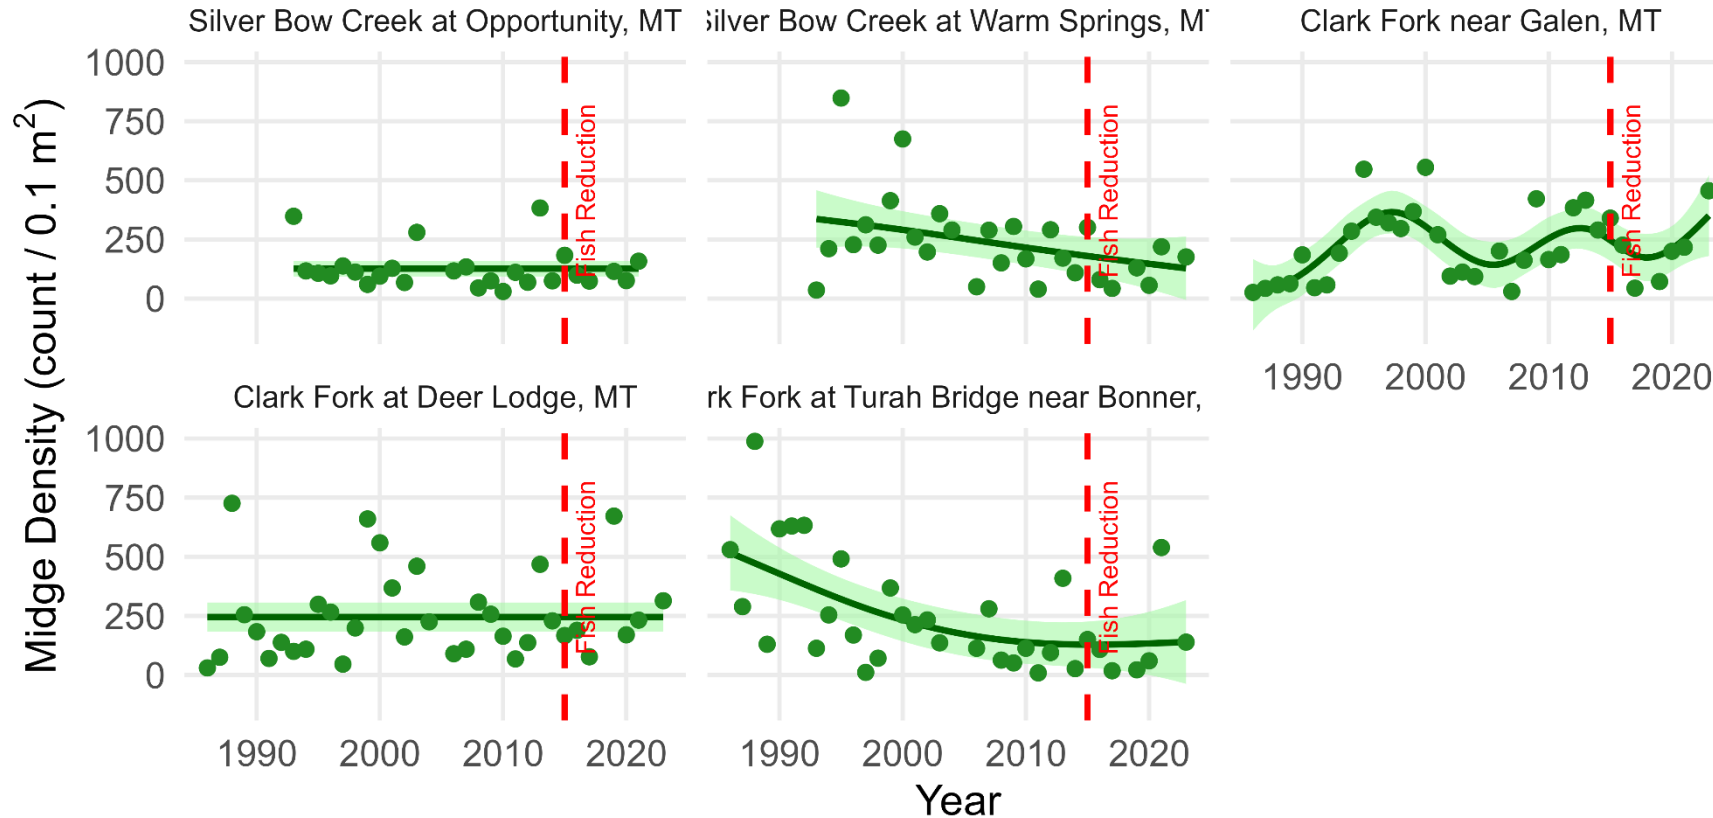 Silver Bow Creek at Opportunity, MT
Silver Bow Creek at Warm Springs, MT
Clark Fork near Galen, MT
1000
750
500
250
0
Fish Reduction
Fish Reduction
Fish Reduction
1990 2000 2010 2020
Midge Density (count / 0.1 m²)
Clark Fork at Deer Lodge, MT
rk Fork at Turah Bridge near Bonner,
1000
750
500
250
0
Fish Reduction
Fish Reduction
1990 2000 2010 2020
1990 2000 2010 2020
Year